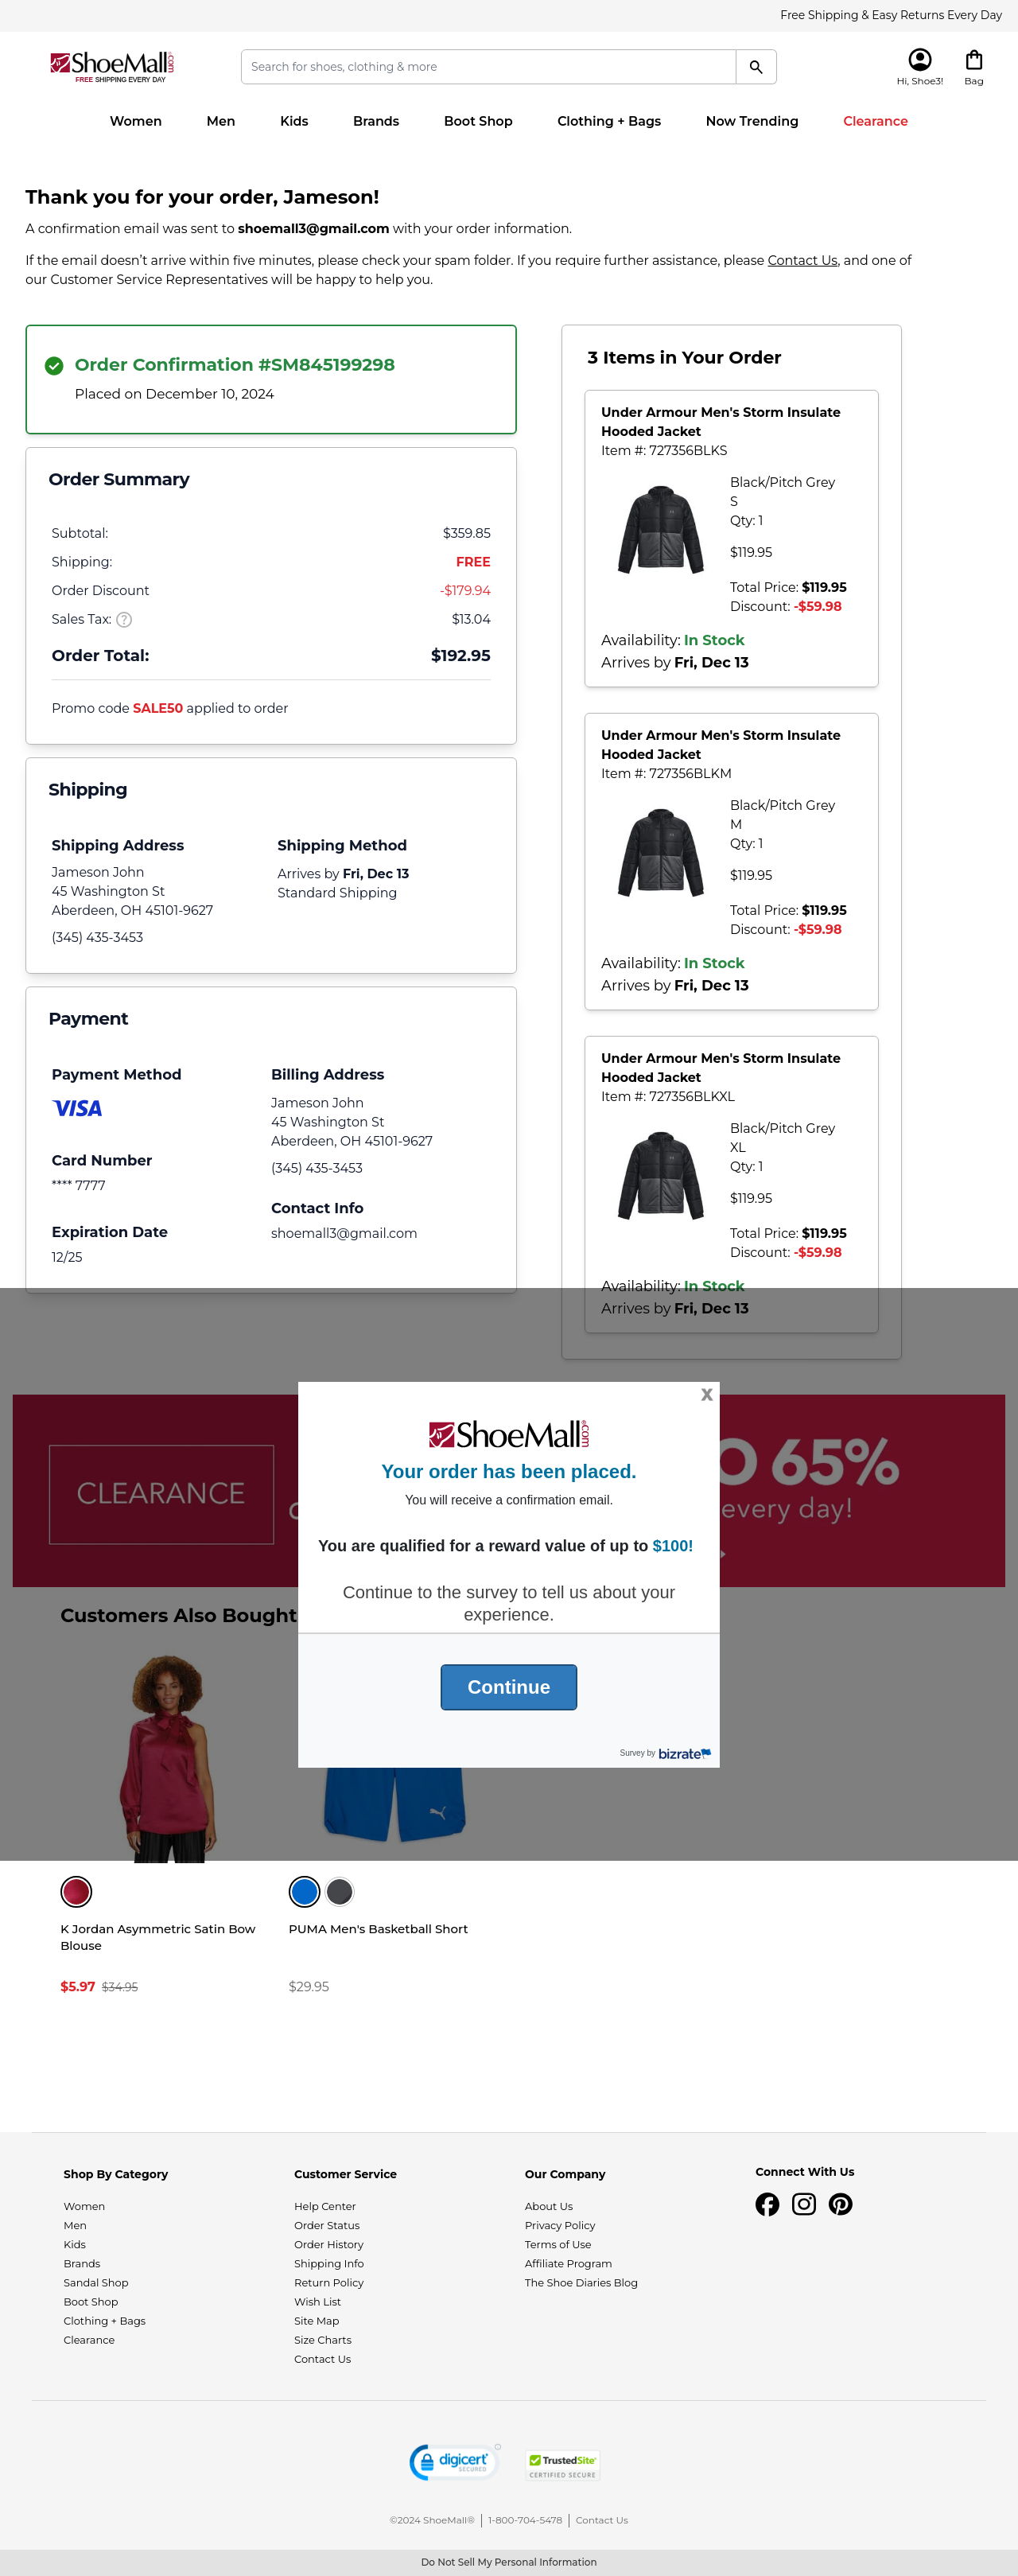 Free Shipping & Easy Returns Every Day
ShoeMall.com
FREE SHIPPING EVERY DAY
Search for shoes, clothing & more
Hi, Shoe3!
Bag
Women Men Kids Brands Boot Shop Clothing + Bags Now Trending Clearance
Thank you for your order, Jameson!
A confirmation email was sent to shoemall3@gmail.com with your order information.
If the email doesn’t arrive within five minutes, please check your spam folder. If you require further assistance, please Contact Us, and one of
our Customer Service Representatives will be happy to help you.
Order Confirmation #SM845199298
Placed on December 10, 2024
Order Summary
Subtotal: $359.85
Shipping: FREE
Order Discount -$179.94
Sales Tax: ? $13.04
Order Total: $192.95
Promo code SALE50 applied to order
Shipping
Shipping Address
Jameson John
45 Washington St
Aberdeen, OH 45101-9627
(345) 435-3453
Shipping Method
Arrives by Fri, Dec 13
Standard Shipping
Payment
Payment Method
VISA
Card Number
**** 7777
Expiration Date
12/25
Billing Address
Jameson John
45 Washington St
Aberdeen, OH 45101-9627
(345) 435-3453
Contact Info
shoemall3@gmail.com
3 Items in Your Order
Under Armour Men's Storm Insulate
Hooded Jacket
Item #: 727356BLKS
Black/Pitch Grey
S
Qty: 1
$119.95
Total Price: $119.95
Discount: -$59.98
Availability: In Stock
Arrives by Fri, Dec 13
Under Armour Men's Storm Insulate
Hooded Jacket
Item #: 727356BLKM
Black/Pitch Grey
M
Qty: 1
$119.95
Total Price: $119.95
Discount: -$59.98
Availability: In Stock
Arrives by Fri, Dec 13
Under Armour Men's Storm Insulate
Hooded Jacket
Item #: 727356BLKXL
Black/Pitch Grey
XL
Qty: 1
$119.95
Total Price: $119.95
Discount: -$59.98
Availability: In Stock
Arrives by Fri, Dec 13
CLEARANCE
O 65%
every day!
X
ShoeMall.com
Your order has been placed.
You will receive a confirmation email.
You are qualified for a reward value of up to $100!
Continue to the survey to tell us about your
experience.
Continue
Survey by bizrate
Customers Also Bought
K Jordan Asymmetric Satin Bow
Blouse
$5.97 $34.95
PUMA Men's Basketball Short
$29.95
Shop By Category
Women
Men
Kids
Brands
Sandal Shop
Boot Shop
Clothing + Bags
Clearance
Customer Service
Help Center
Order Status
Order History
Shipping Info
Return Policy
Wish List
Site Map
Size Charts
Contact Us
Our Company
About Us
Privacy Policy
Terms of Use
Affiliate Program
The Shoe Diaries Blog
Connect With Us
digicert
SECURED
TrustedSite
CERTIFIED SECURE
©2024 ShoeMall® | 1-800-704-5478 | Contact Us
Do Not Sell My Personal Information